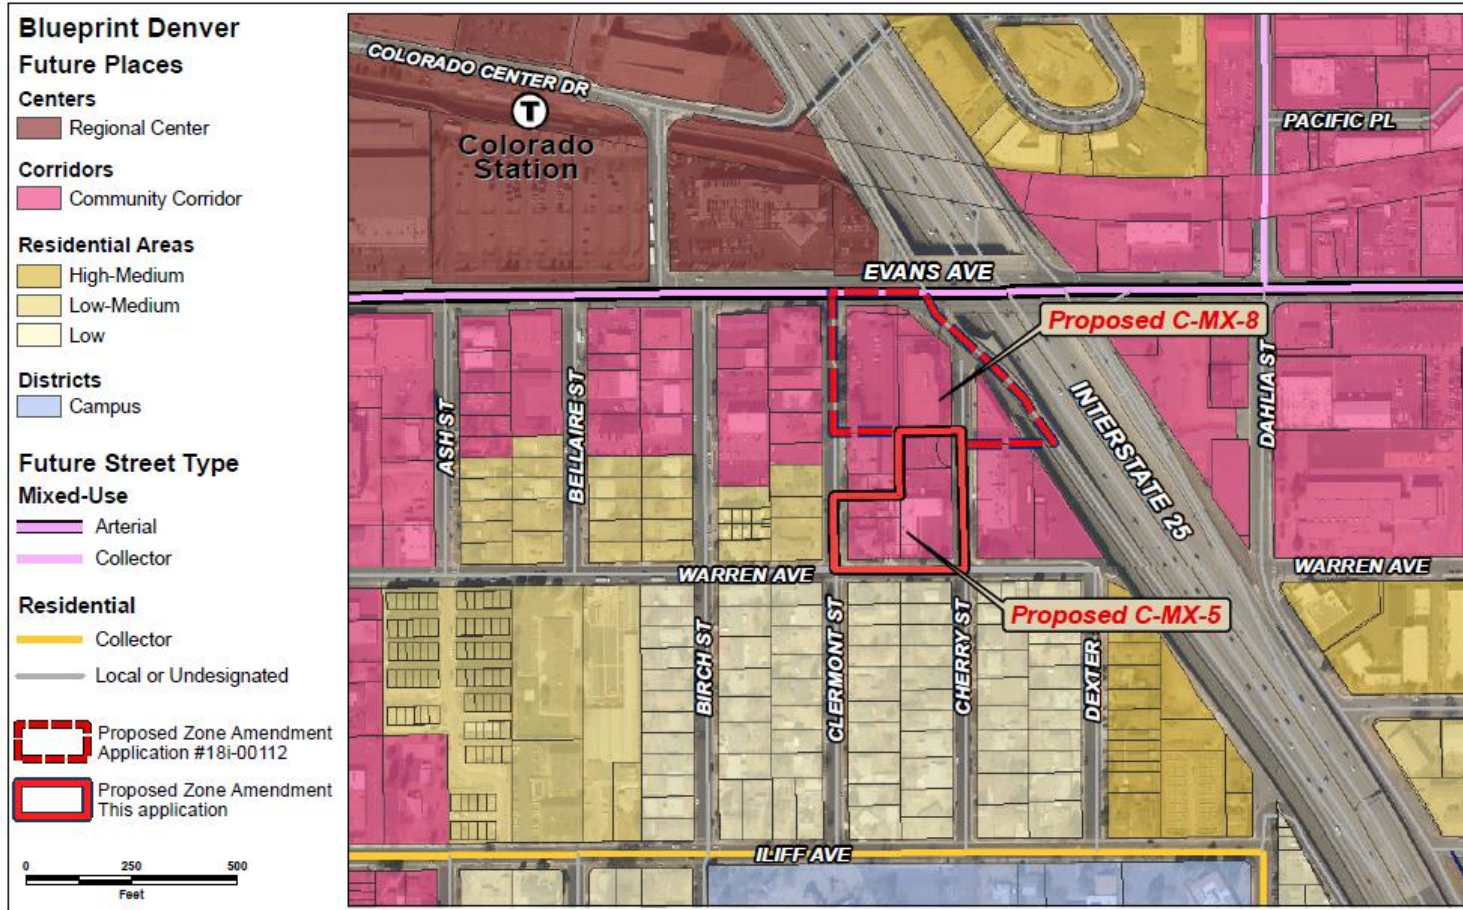 Blueprint Denver
Future Places
Centers
Regional Center
Corridors
Community Corridor
Residential Areas
High-Medium
Low-Medium
Low
Districts
Campus
Future Street Type
Mixed-Use
Arterial
Collector
Residential
Collector
Local or Undesignated
Proposed Zone Amendment
Application #18i-00112
Proposed Zone Amendment
This application
0 250 500
Feet
COLORADO CENTER DR
T
Colorado
Station
PACIFIC PL
EVANS AVE
Proposed C-MX-8
ASH ST
BELLAIRE ST
INTERSTATE 25
DAHLIA ST
WARREN AVE
WARREN AVE
Proposed C-MX-5
BIRCH ST
CLERMONT ST
CHERRY ST
DEXTER
ILIFF AVE